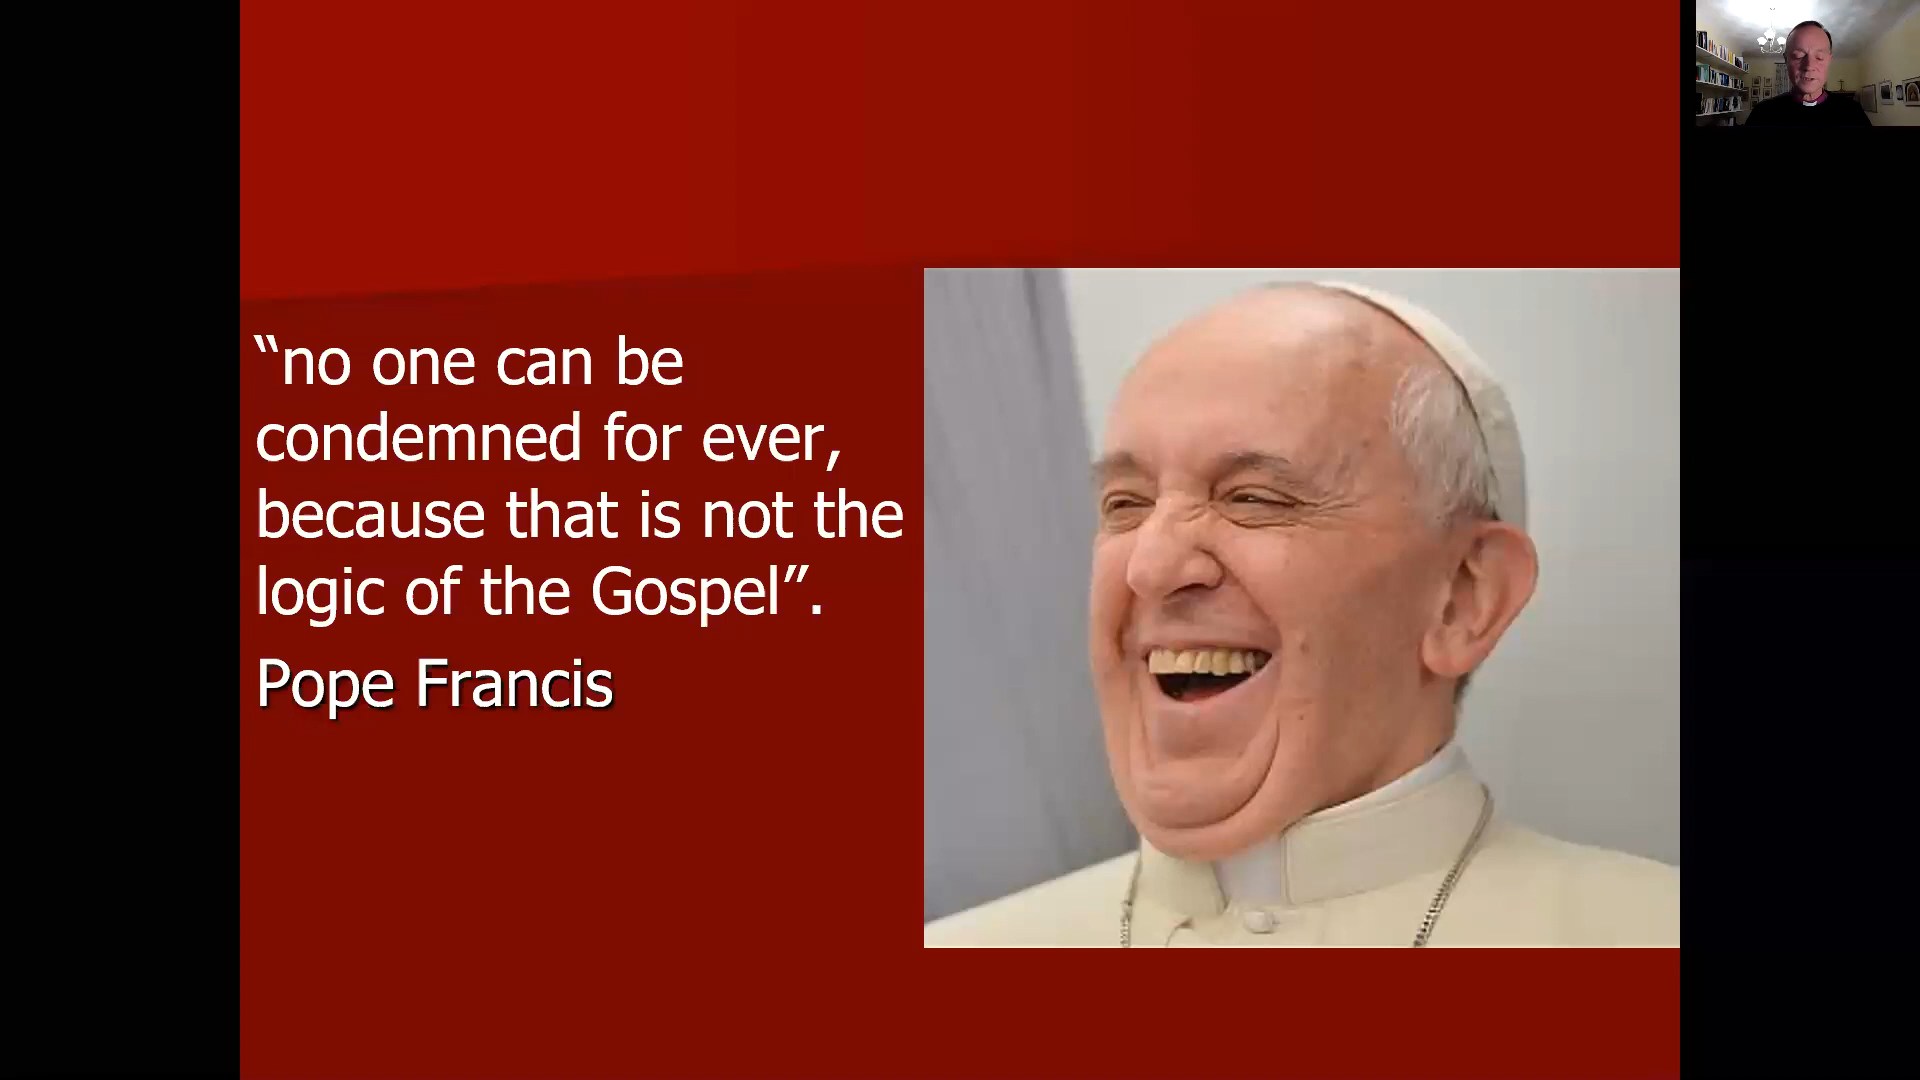 “no one can be
condemned for ever,
because that is not the
logic of the Gospel”.
Pope Francis